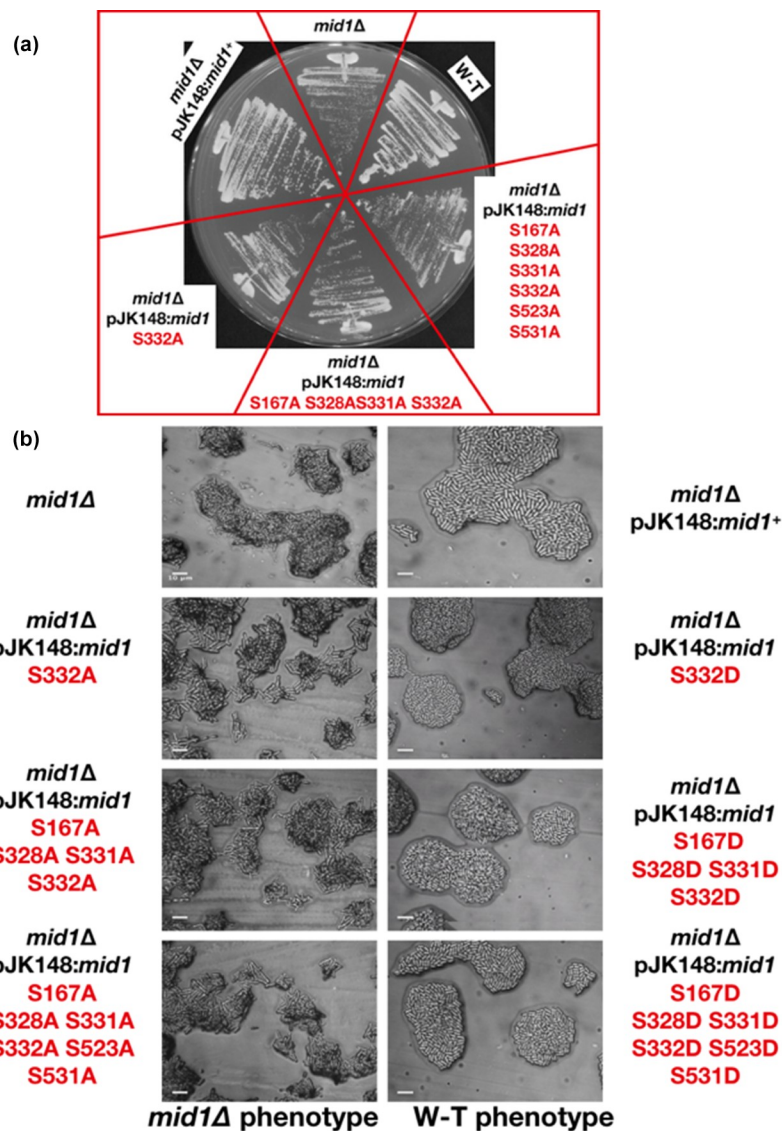 (a)
mid1Δ
mid1Δ
pJK148:mid1+
W-T
mid1Δ
pJK148:mid1
S167A
S328A
S331A
S332A
S523A
S531A
mid1Δ
pJK148:mid1
S332A
mid1Δ
pJK148:mid1
S167A S328AS331A S332A
(b)
mid1Δ
10 µm
mid1Δ
pJK148:mid1+
mid1Δ
pJK148:mid1
S332A
mid1Δ
pJK148:mid1
S332D
mid1Δ
pJK148:mid1
S167A
S328A S331A
S332A
mid1Δ
pJK148:mid1
S167D
S328D S331D
S332D
mid1Δ
pJK148:mid1
S167A
S328A S331A
S332A S523A
S531A
mid1Δ
pJK148:mid1
S167D
S328D S331D
S332D S523D
S531D
mid1Δ phenotype
W-T phenotype